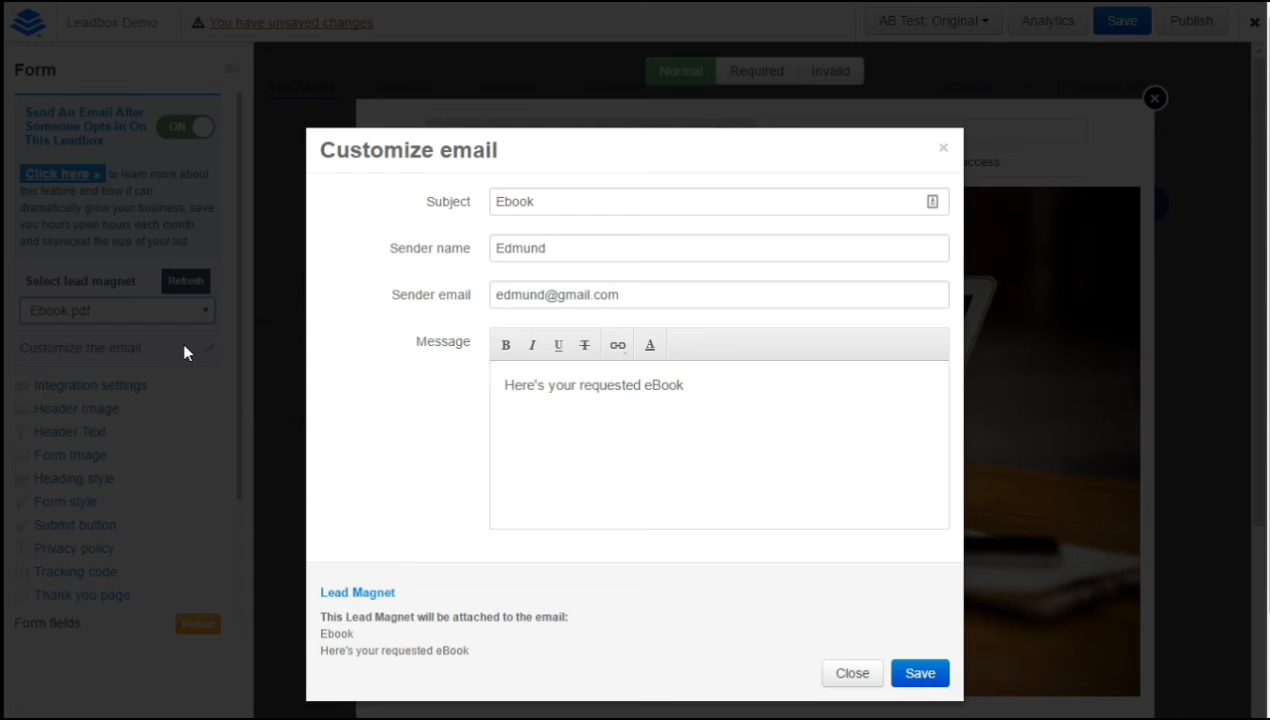 Leadbox Demo
You have unsaved changes
AB Test: Original
Analytics
Save
Publish
Form
Normal
Required
Invalid
Send An Email After
Someone Opts-in On
This Leadbox
ON
Click here » to learn more about
this feature and how it can
dramatically grow your business, save
you hours upon hours each month,
and skyrocket the size of your list.
Select lead magnet
Refresh
Ebook.pdf
Customize the email
Integration settings
Header Image
Header Text
Form Image
Heading style
Form style
Submit button
Privacy policy
Tracking code
Thank you page
Form fields
Reload
Customize email
×
Subject
Ebook
Sender name
Edmund
Sender email
edmund@gmail.com
Message
B I U T A
Here's your requested eBook
Lead Magnet
This Lead Magnet will be attached to the email:
Ebook
Here's your requested eBook
Close
Save